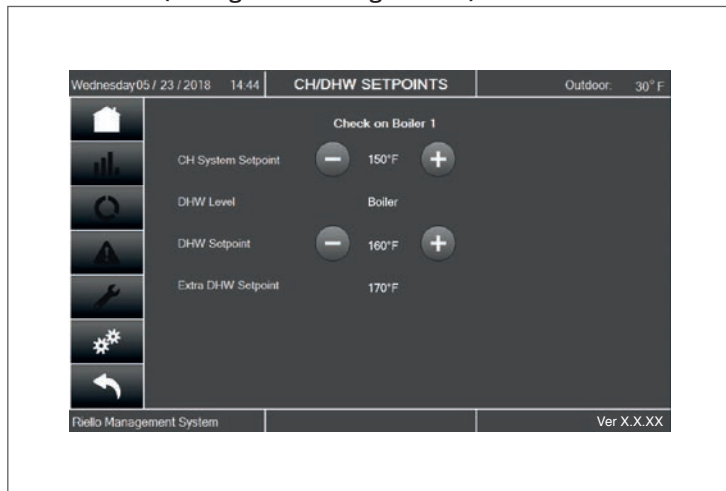 Wednesday05 / 23 / 2018 14:44 CH/DHW SETPOINTS Outdoor: 30°F
Check on Boiler 1
CH System Setpoint − 150°F +
DHW Level Boiler
DHW Setpoint − 160°F +
Extra DHW Setpoint 170°F
Riello Management System Ver X.X.XX